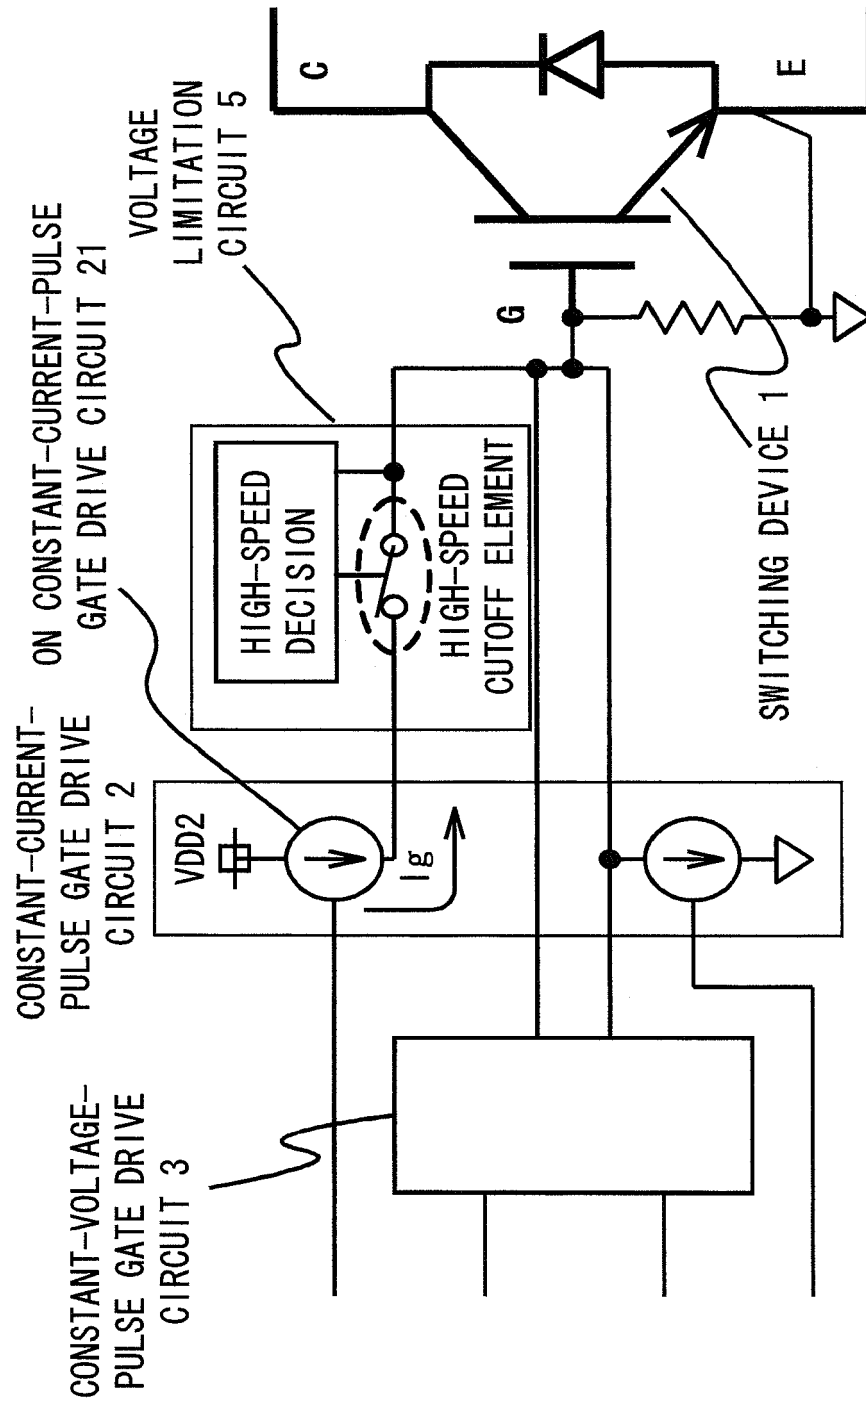 CONSTANT-VOLTAGE-
PULSE GATE DRIVE
CIRCUIT 3
CONSTANT-CURRENT-
PULSE GATE DRIVE
CIRCUIT 2
ON CONSTANT-CURRENT-PULSE
GATE DRIVE CIRCUIT 21
VOLTAGE
LIMITATION
CIRCUIT 5
VDD2
Ig
HIGH-SPEED
DECISION
HIGH-SPEED
CUTOFF ELEMENT
G
C
E
SWITCHING DEVICE 1